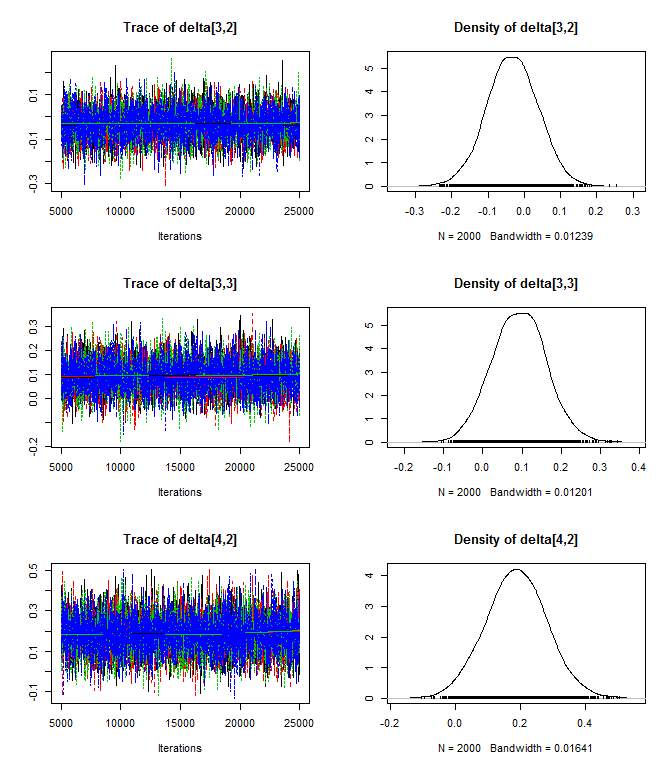 Trace of delta[3,2]
0.1
-0.1
-0.3
5000 10000 15000 20000 25000
Iterations
Density of delta[3,2]
5
4
3
2
1
0
-0.3 -0.2 -0.1 0.0 0.1 0.2 0.3
N = 2000 Bandwidth = 0.01239
Trace of delta[3,3]
0.3
0.2
0.1
0.0
-0.2
5000 10000 15000 20000 25000
Iterations
Density of delta[3,3]
5
4
3
2
1
0
-0.2 -0.1 0.0 0.1 0.2 0.3 0.4
N = 2000 Bandwidth = 0.01201
Trace of delta[4,2]
0.5
0.3
0.1
-0.1
5000 10000 15000 20000 25000
Iterations
Density of delta[4,2]
4
3
2
1
0
-0.2 0.0 0.2 0.4
N = 2000 Bandwidth = 0.01641